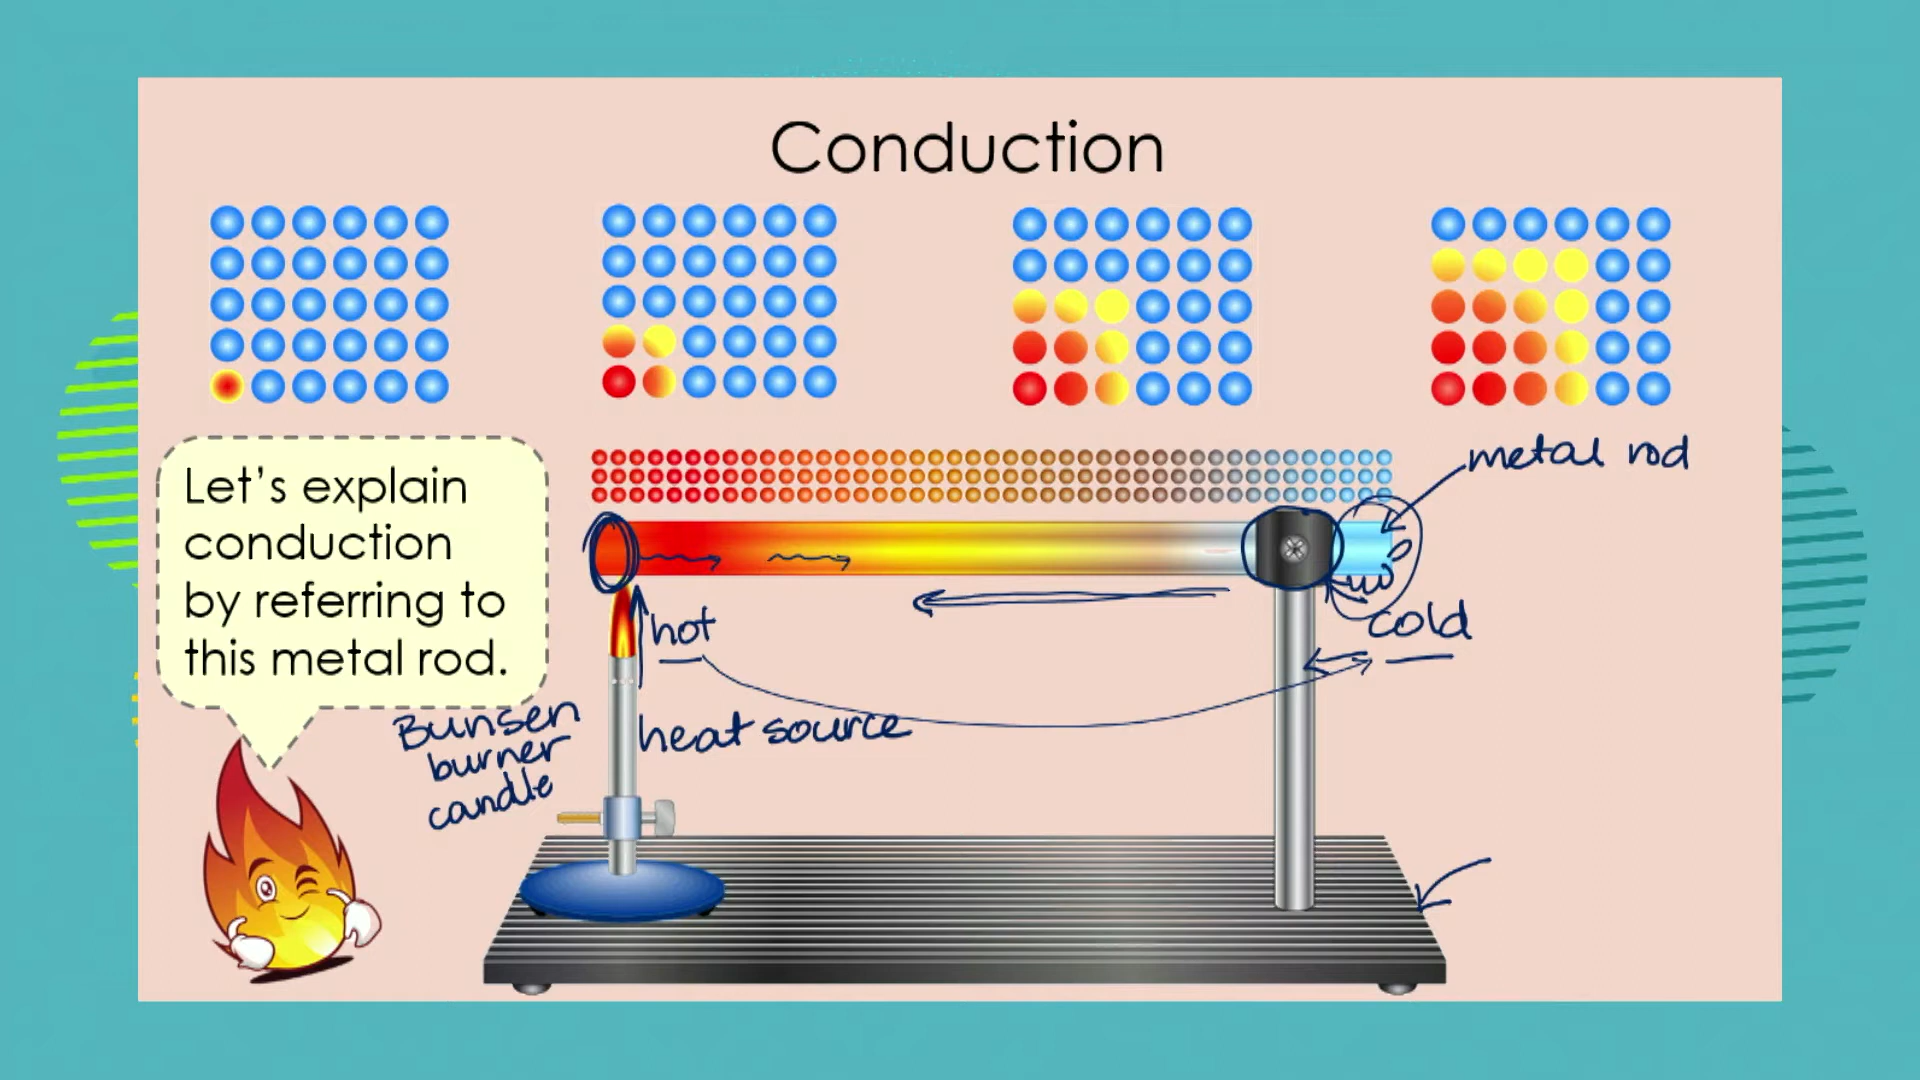 Conduction
metal rod
Let's explain
conduction
by referring to
this metal rod.
hot
cold
Bunsen
burner
candle
heat source